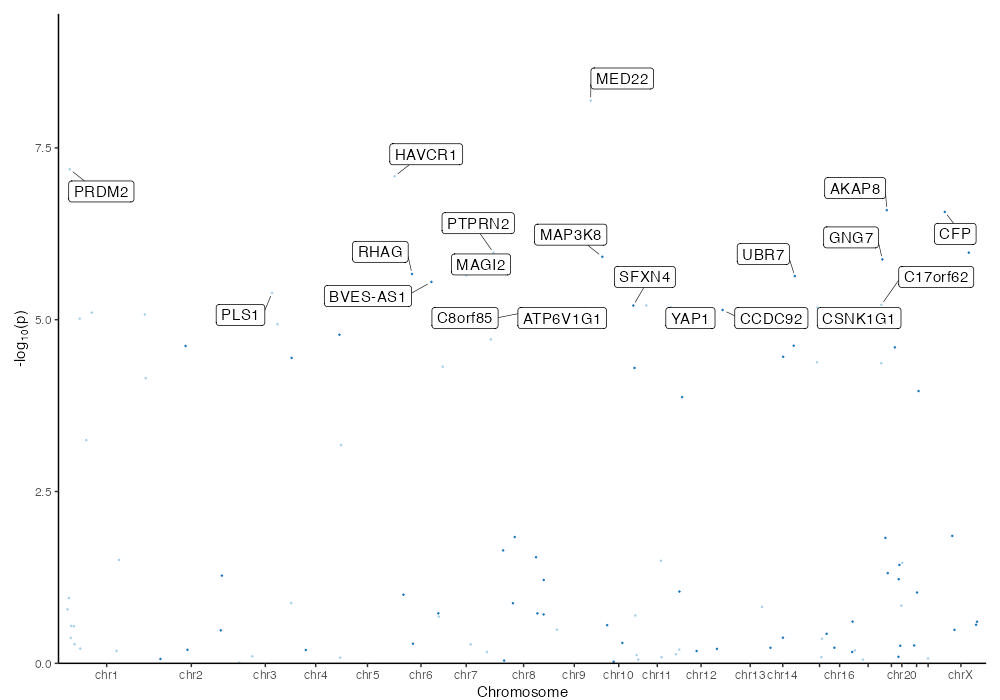 MED22
7.5
HAVCR1
PRDM2
AKAP8
PTPRN2
MAP3K8
CFP
GNG7
RHAG
UBR7
MAGI2
SFXN4
C17orf62
BVES-AS1
PLS1
C8orf85
ATP6V1G1
YAP1
CCDC92
CSNK1G1
5.0
-log10(p)
2.5
0.0
chr1 chr2 chr3 chr4 chr5 chr6 chr7 chr8 chr9 chr10 chr11 chr12 chr13 chr14 chr16 chr18 chr20 chrX
Chromosome